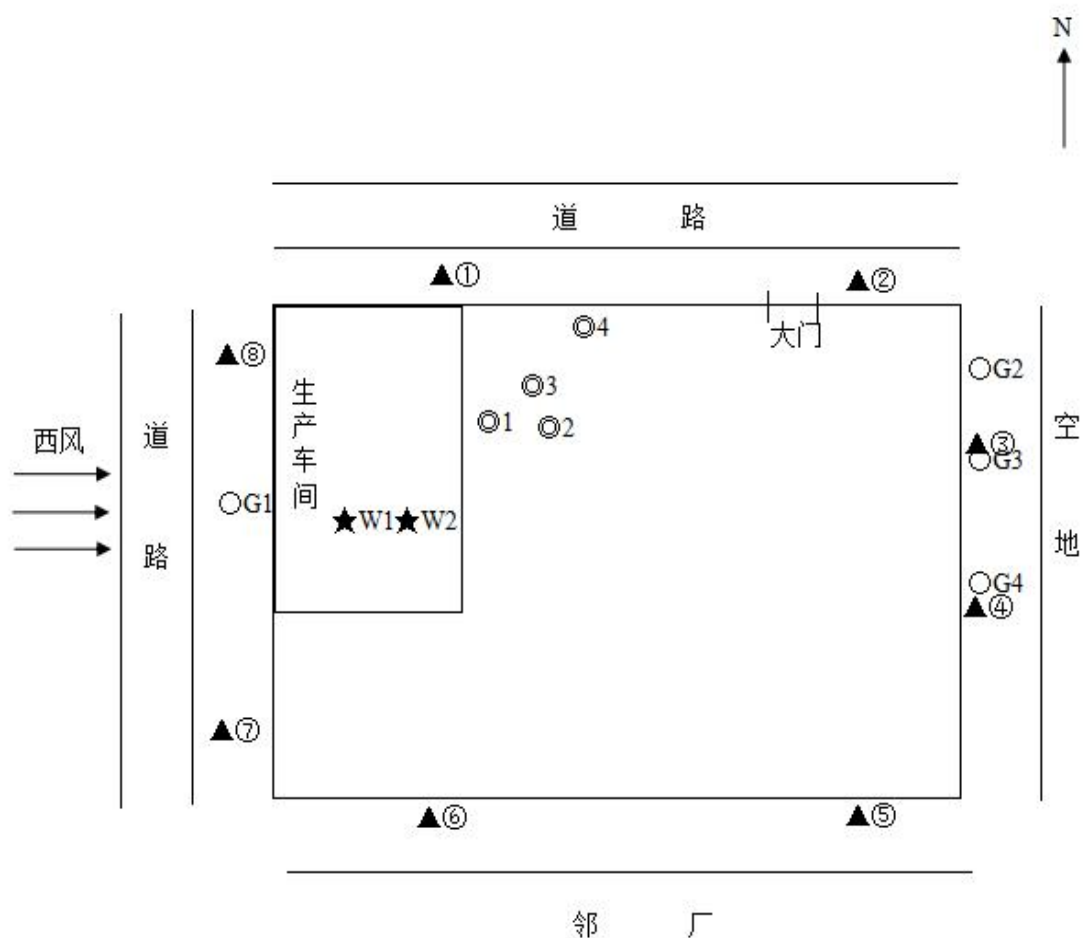 N
道 路
▲① ▲②
◎4 大门
▲⑧
○G2
生产车间
◎3
◎1 ◎2
▲③
○G3
空地
西风
道路
○G1
★W1★W2
○G4
▲④
▲⑦
▲⑥ ▲⑤
邻 厂